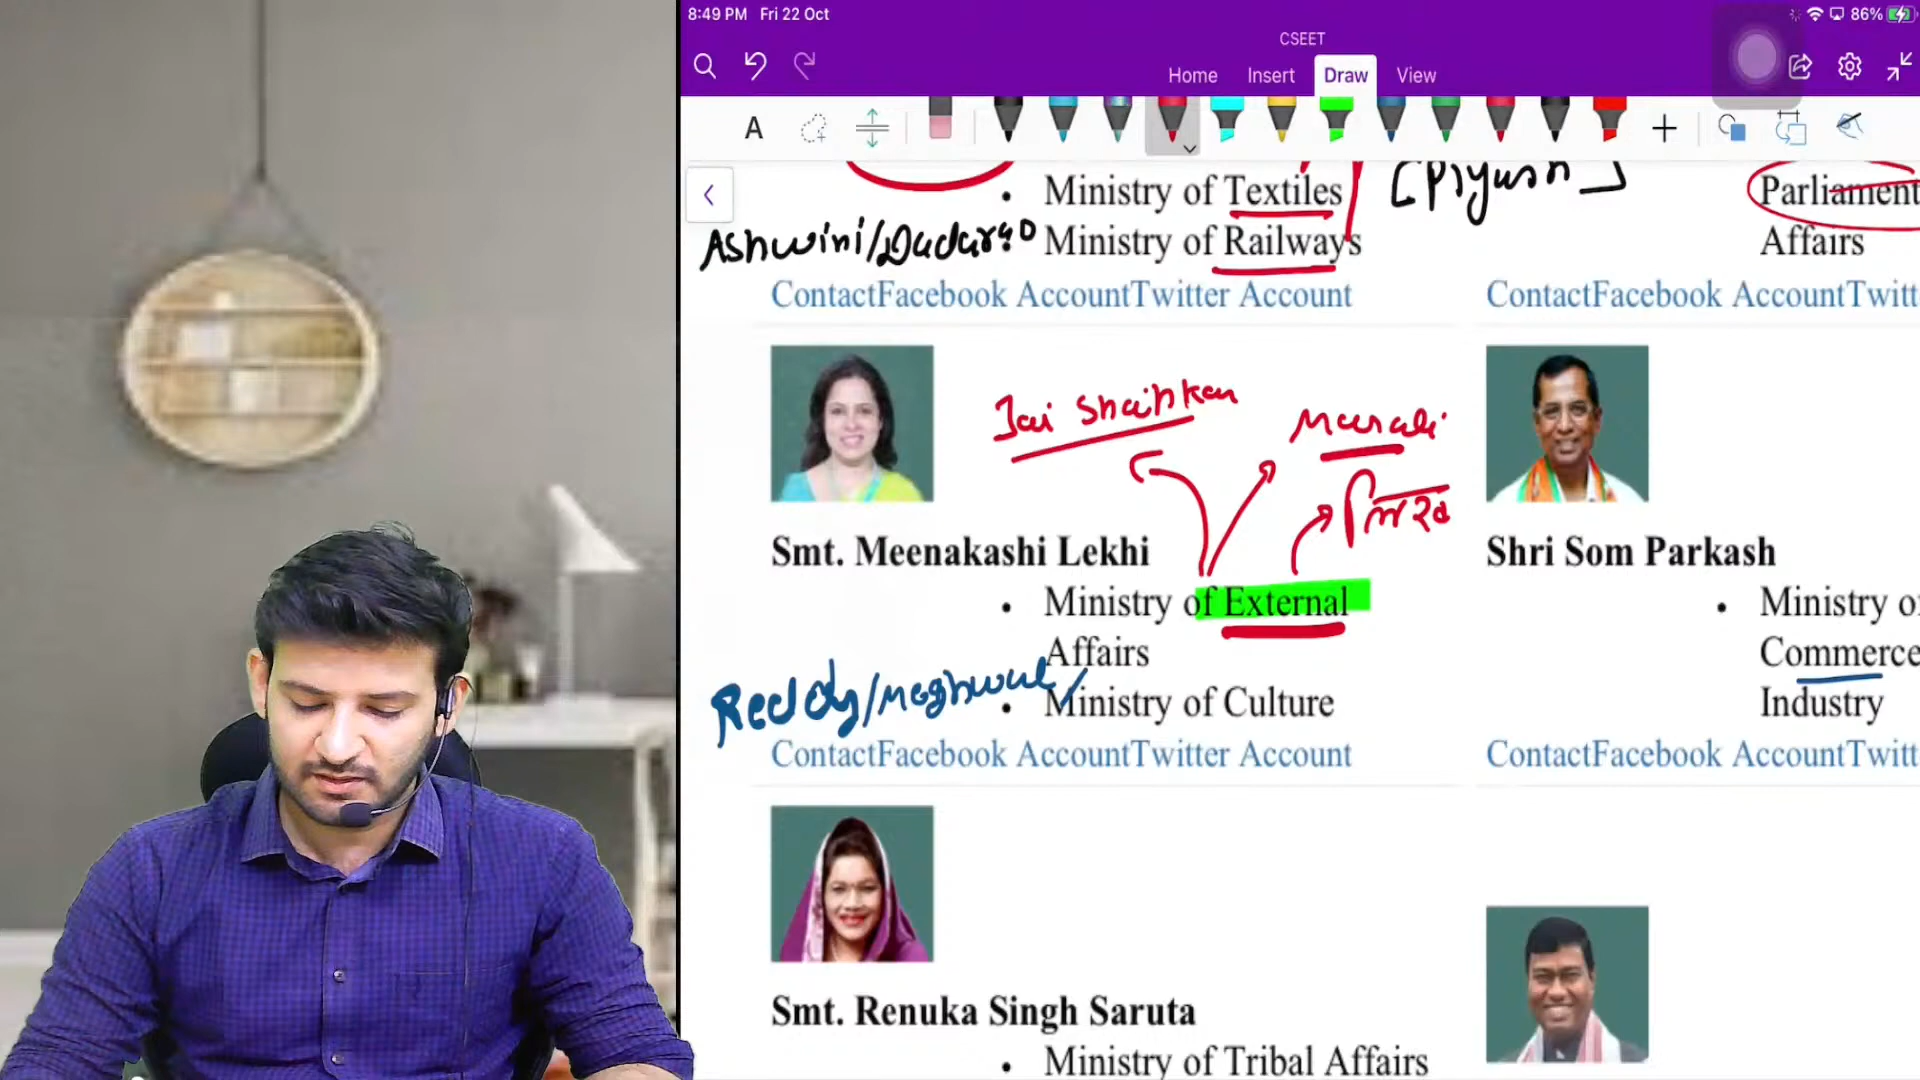 8:49 PM Fri 22 Oct
86%
CSEET
Home Insert Draw View
A
[Piyush]
• Ministry of Textiles
Ashwini/Dadarao
Ministry of Railways
ContactFacebook AccountTwitter Account
Parliament
Affairs
ContactFacebook AccountTwitt
Jai Shainkar
Murali
Smt. Meenakashi Lekhi
• Ministry of External
Affairs
Reddy/Meghwal/
• Ministry of Culture
ContactFacebook AccountTwitter Account
Shri Som Parkash
• Ministry of
Commerce
Industry
ContactFacebook AccountTwitt
Smt. Renuka Singh Saruta
• Ministry of Tribal Affairs